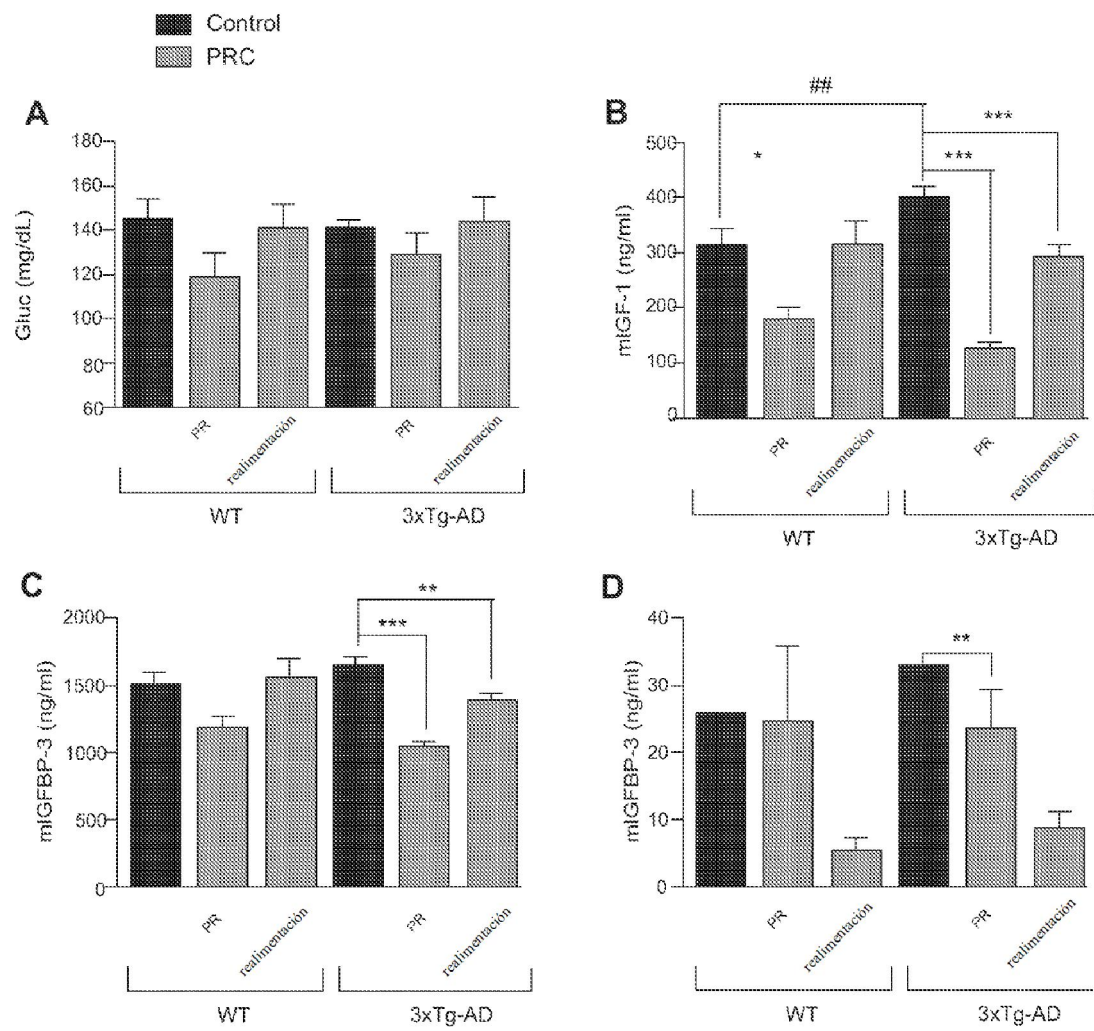 Control
PRC
A
180
160
140
120
100
80
60
Gluc (mg/dL)
PR
realimentación
PR
realimentación
WT
3xTg-AD
B
##
*
***
***
500
400
300
200
100
0
mIGF-1 (ng/ml)
PR
realimentación
PR
realimentación
WT
3xTg-AD
C
**
***
2000
1500
1000
500
0
mIGFBP-3 (ng/ml)
PR
realimentación
PR
realimentación
WT
3xTg-AD
D
**
40
30
20
10
0
mIGFBP-3 (ng/ml)
PR
realimentación
PR
realimentación
WT
3xTg-AD